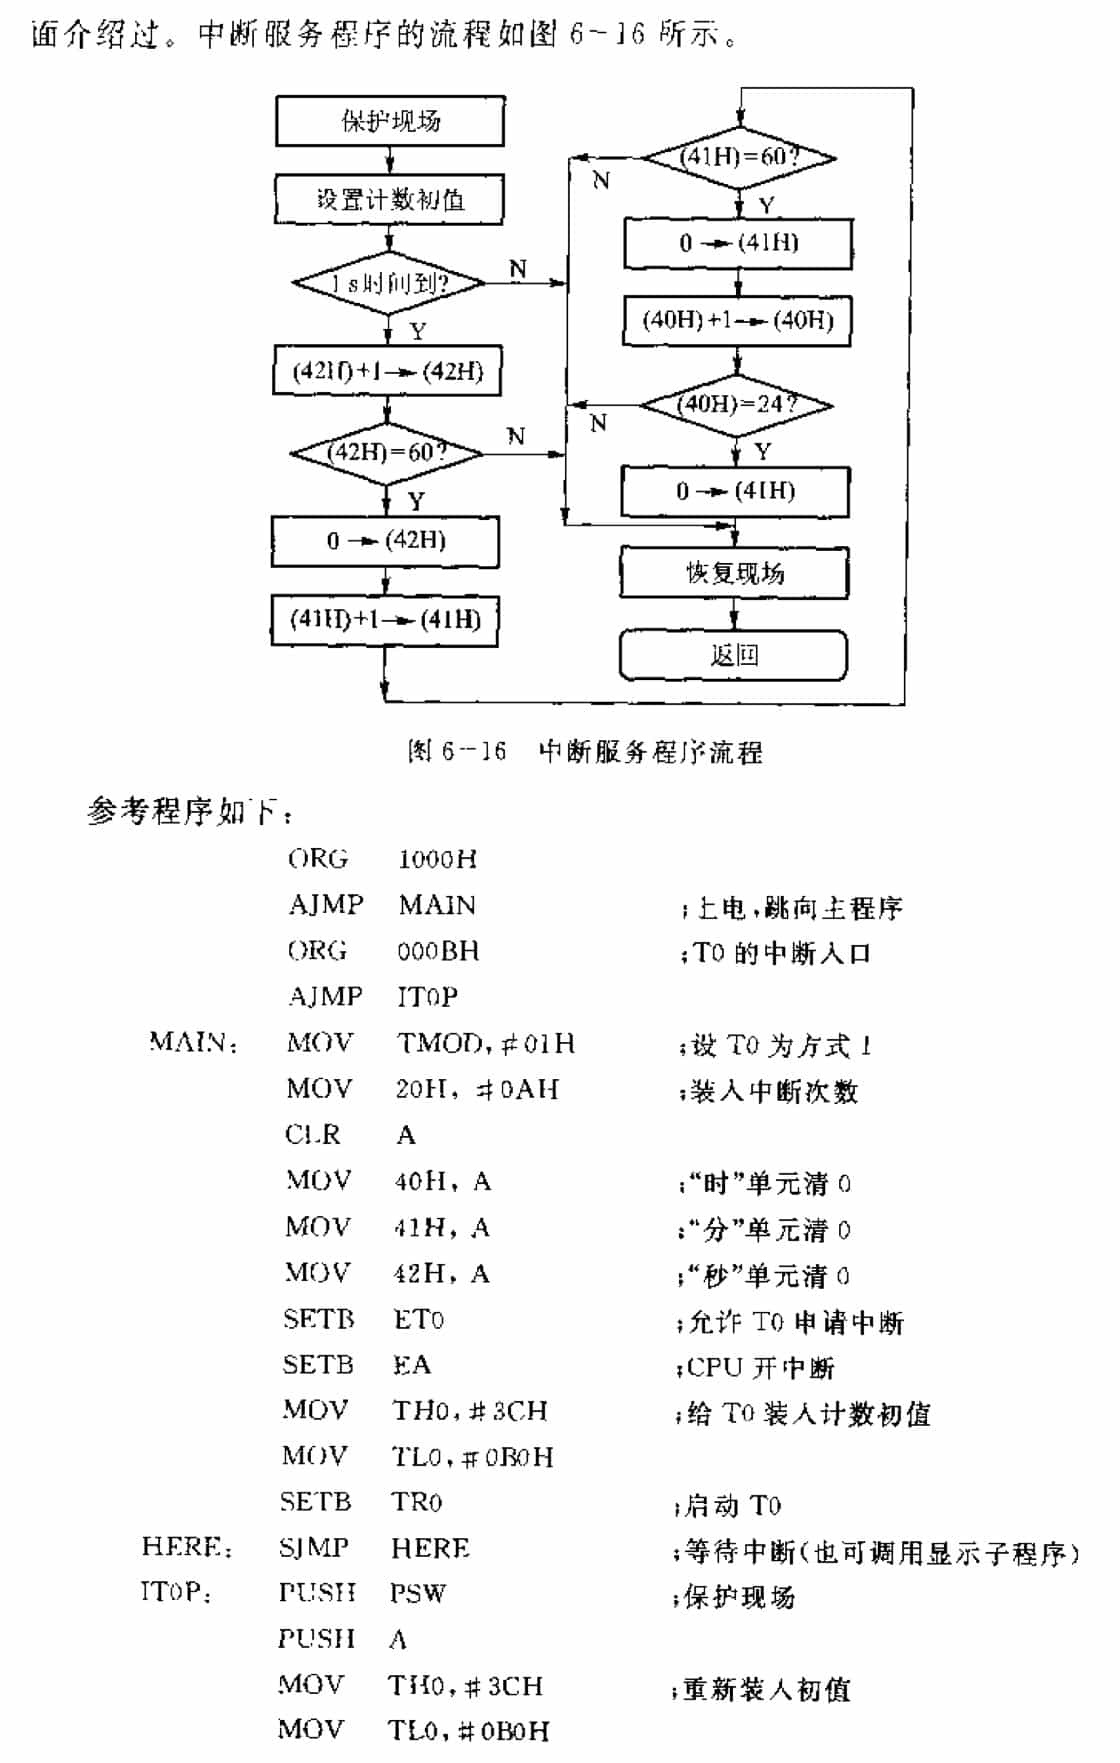 面介绍过。中断服务程序的流程如图 6-16 所示。
保护现场
设置计数初值
1 s时间到?
N
Y
(42H)+1→(42H)
(42H)=60?
N
Y
0→(42H)
(41H)+1→(41H)
(41H)=60?
N
Y
0→(41H)
(40H)+1→(40H)
(40H)=24?
N
Y
0→(41H)
恢复现场
返回
图 6-16 中断服务程序流程
参考程序如下:
ORG 1000H
AJMP MAIN ;上电,跳向主程序
ORG 000BH ;T0 的中断入口
AJMP IT0P
MAIN: MOV TMOD,#01H ;设 T0 为方式 1
MOV 20H, #0AH ;装入中断次数
CLR A
MOV 40H, A ;“时”单元清 0
MOV 41H, A ;“分”单元清 0
MOV 42H, A ;“秒”单元清 0
SETB ET0 ;允许 T0 申请中断
SETB EA ;CPU 开中断
MOV TH0,#3CH ;给 T0 装入计数初值
MOV TL0,#0B0H
SETB TR0 ;启动 T0
HERE: SJMP HERE ;等待中断(也可调用显示子程序)
IT0P: PUSH PSW ;保护现场
PUSH A
MOV TH0,#3CH ;重新装入初值
MOV TL0,#0B0H